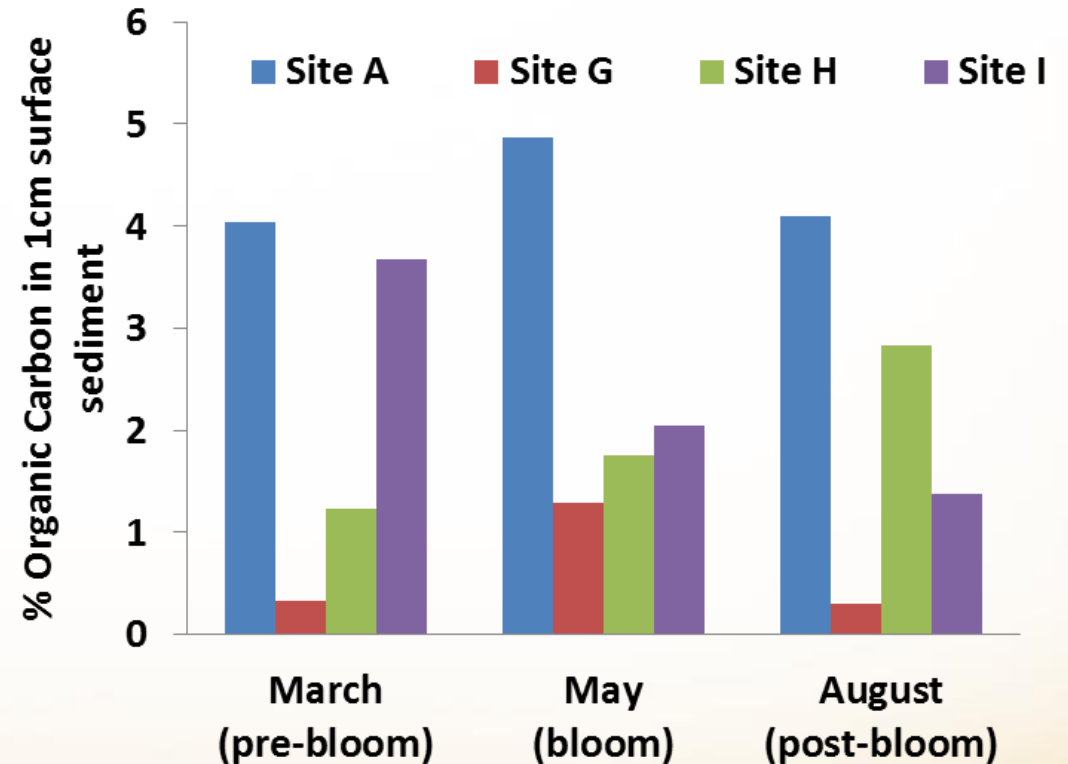 % Organic Carbon in 1cm surface
sediment
6
5
4
3
2
1
0
Site A
Site G
Site H
Site I
March
(pre-bloom)
May
(bloom)
August
(post-bloom)